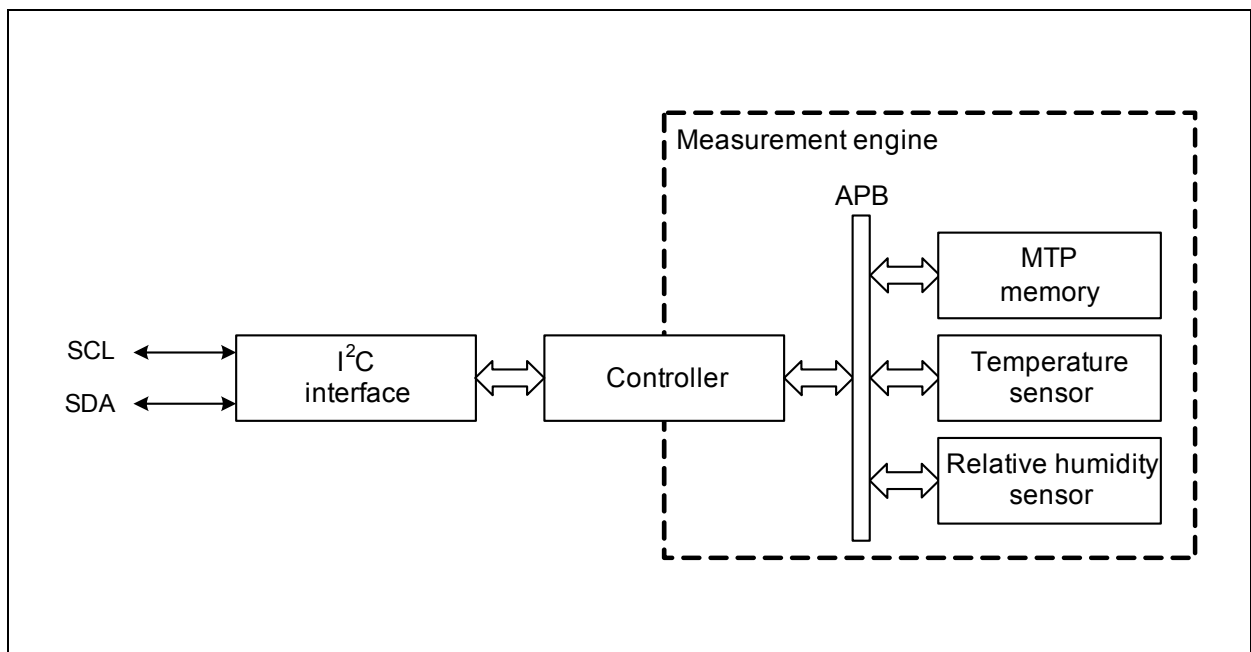 Measurement engine
APB
MTP
memory
SCL
SDA
I²C
interface
Controller
Temperature
sensor
Relative humidity
sensor